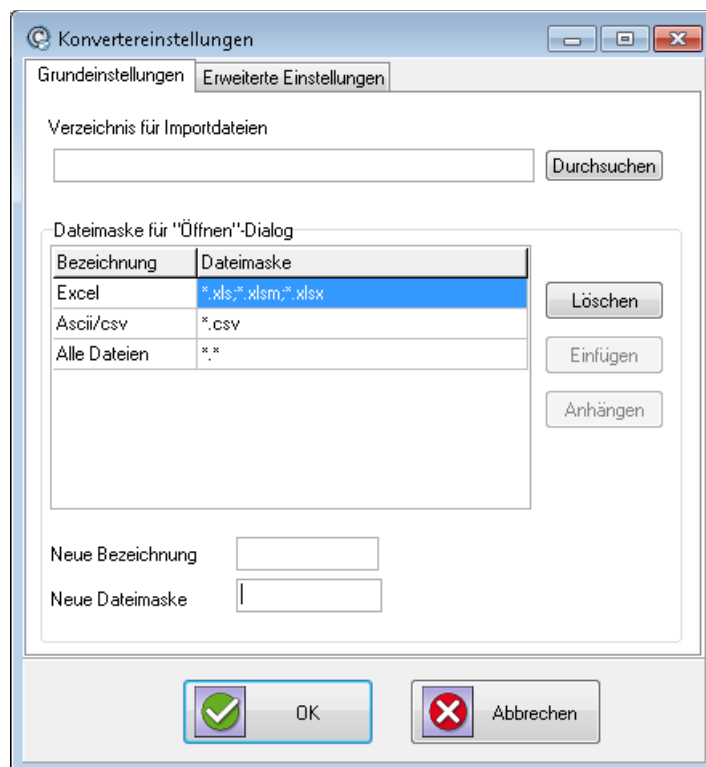 Konvertereinstellungen
Grundeinstellungen Erweiterte Einstellungen
Verzeichnis für Importdateien
Durchsuchen
Dateimaske für "Öffnen"-Dialog
Bezeichnung Dateimaske
Excel *.xls;*.xlsm;*.xlsx
Löschen
Ascii/csv *.csv
Alle Dateien *.*
Einfügen
Anhängen
Neue Bezeichnung
Neue Dateimaske
OK Abbrechen